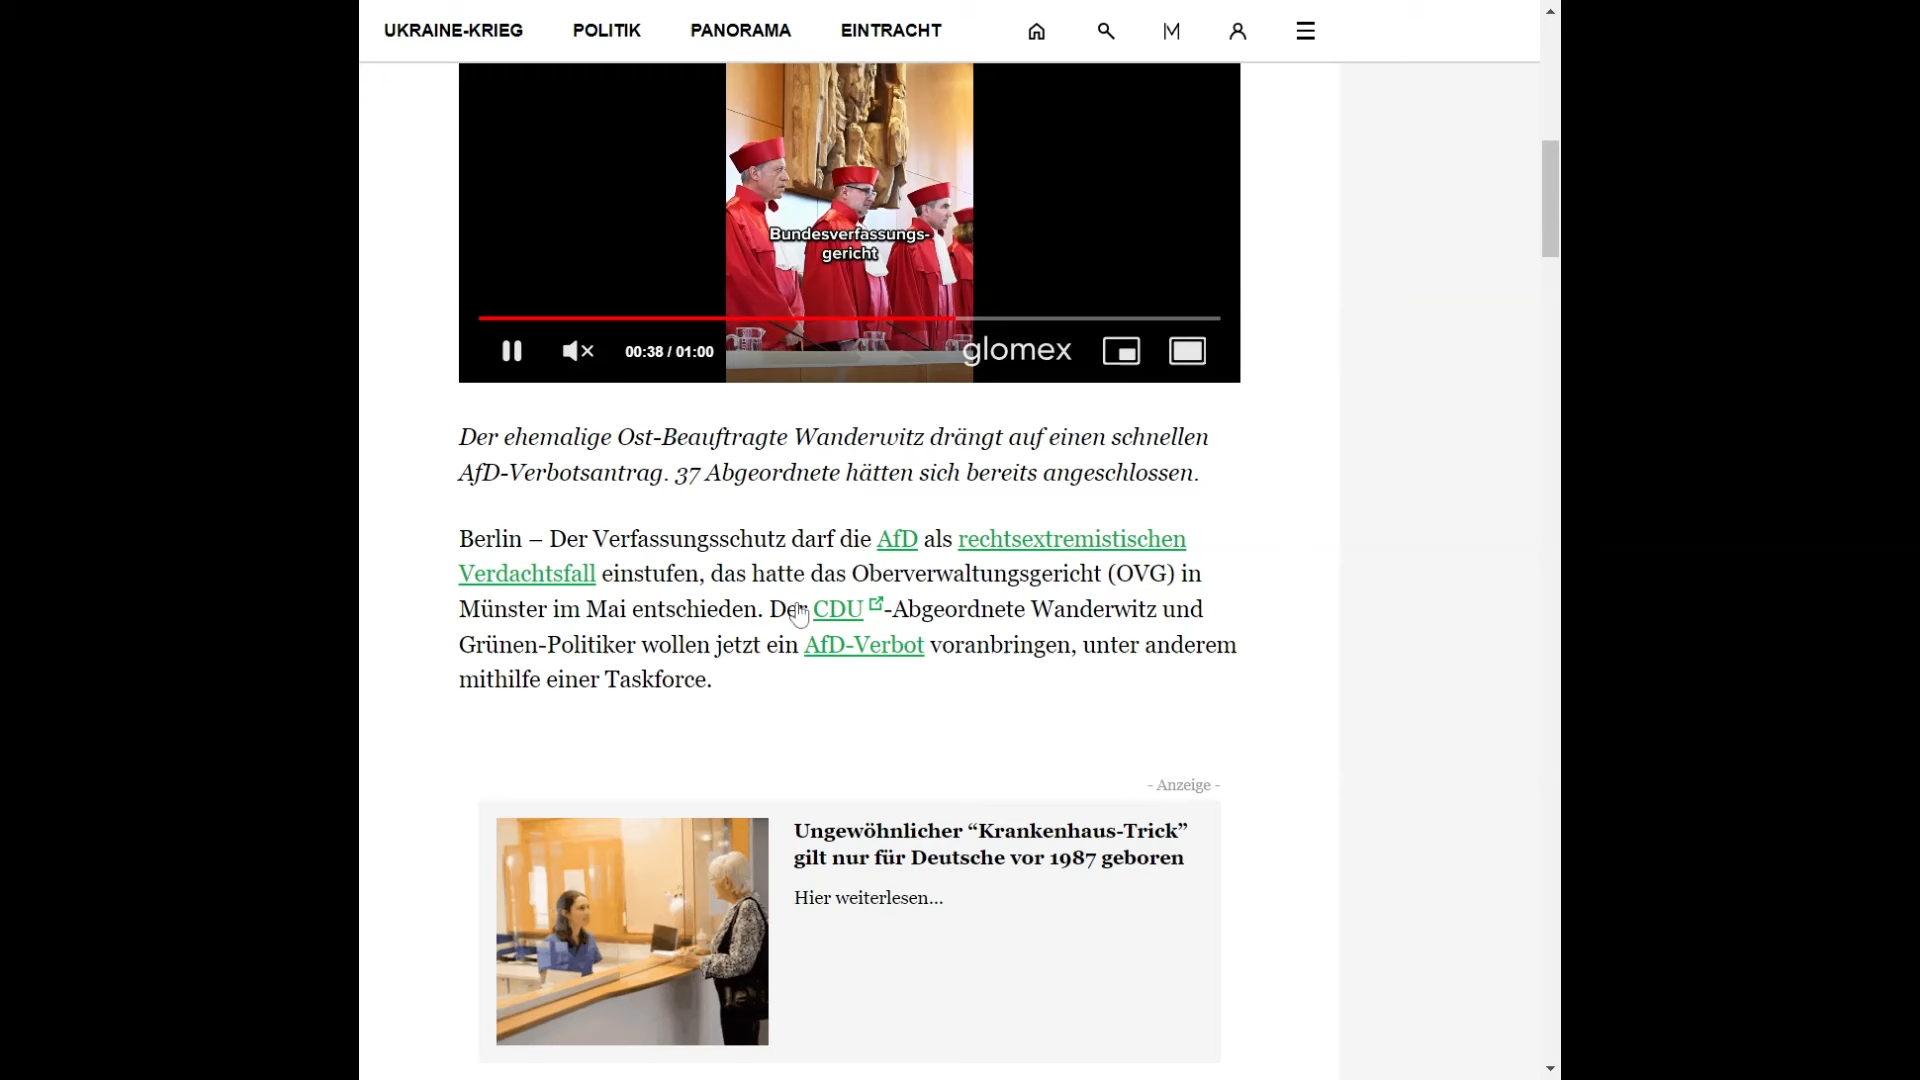 UKRAINE-KRIEG POLITIK PANORAMA EINTRACHT
Bundesverfassungs-
gericht
00:38 / 01:00 glomex
Der ehemalige Ost-Beauftragte Wanderwitz drängt auf einen schnellen
AfD-Verbotsantrag. 37 Abgeordnete hätten sich bereits angeschlossen.
Berlin – Der Verfassungsschutz darf die AfD als rechtsextremistischen
Verdachtsfall einstufen, das hatte das Oberverwaltungsgericht (OVG) in
Münster im Mai entschieden. Der CDU-Abgeordnete Wanderwitz und
Grünen-Politiker wollen jetzt ein AfD-Verbot voranbringen, unter anderem
mithilfe einer Taskforce.
- Anzeige -
Ungewöhnlicher “Krankenhaus-Trick”
gilt nur für Deutsche vor 1987 geboren
Hier weiterlesen...